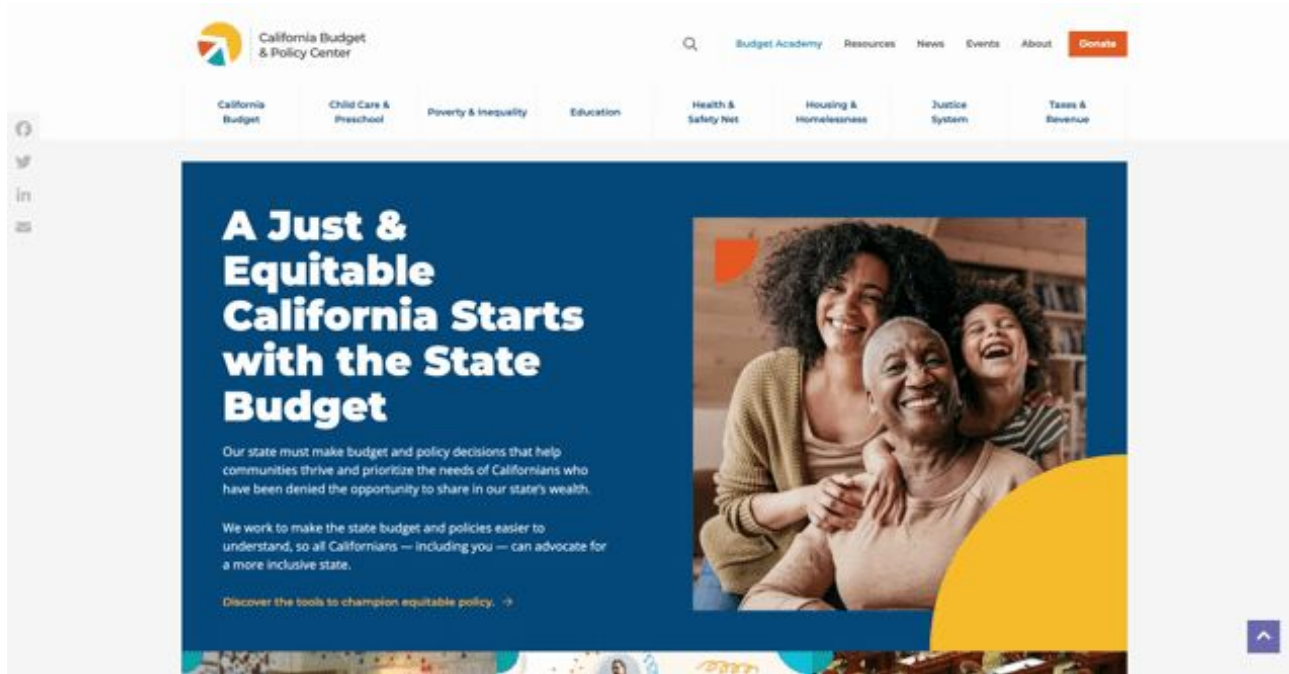 California Budget
& Policy Center
Budget Academy Resources News Events About Donate
California
Budget
Child Care &
Preschool
Poverty & Inequality
Education
Health &
Safety Net
Housing &
Homelessness
Justice
System
Taxes &
Revenue
in
A Just &
Equitable
California Starts
with the State
Budget
Our state must make budget and policy decisions that help
communities thrive and prioritize the needs of Californians who
have been denied the opportunity to share in our state's wealth.
We work to make the state budget and policies easier to
understand, so all Californians — including you — can advocate for
a more inclusive state.
Discover the tools to champion equitable policy. →